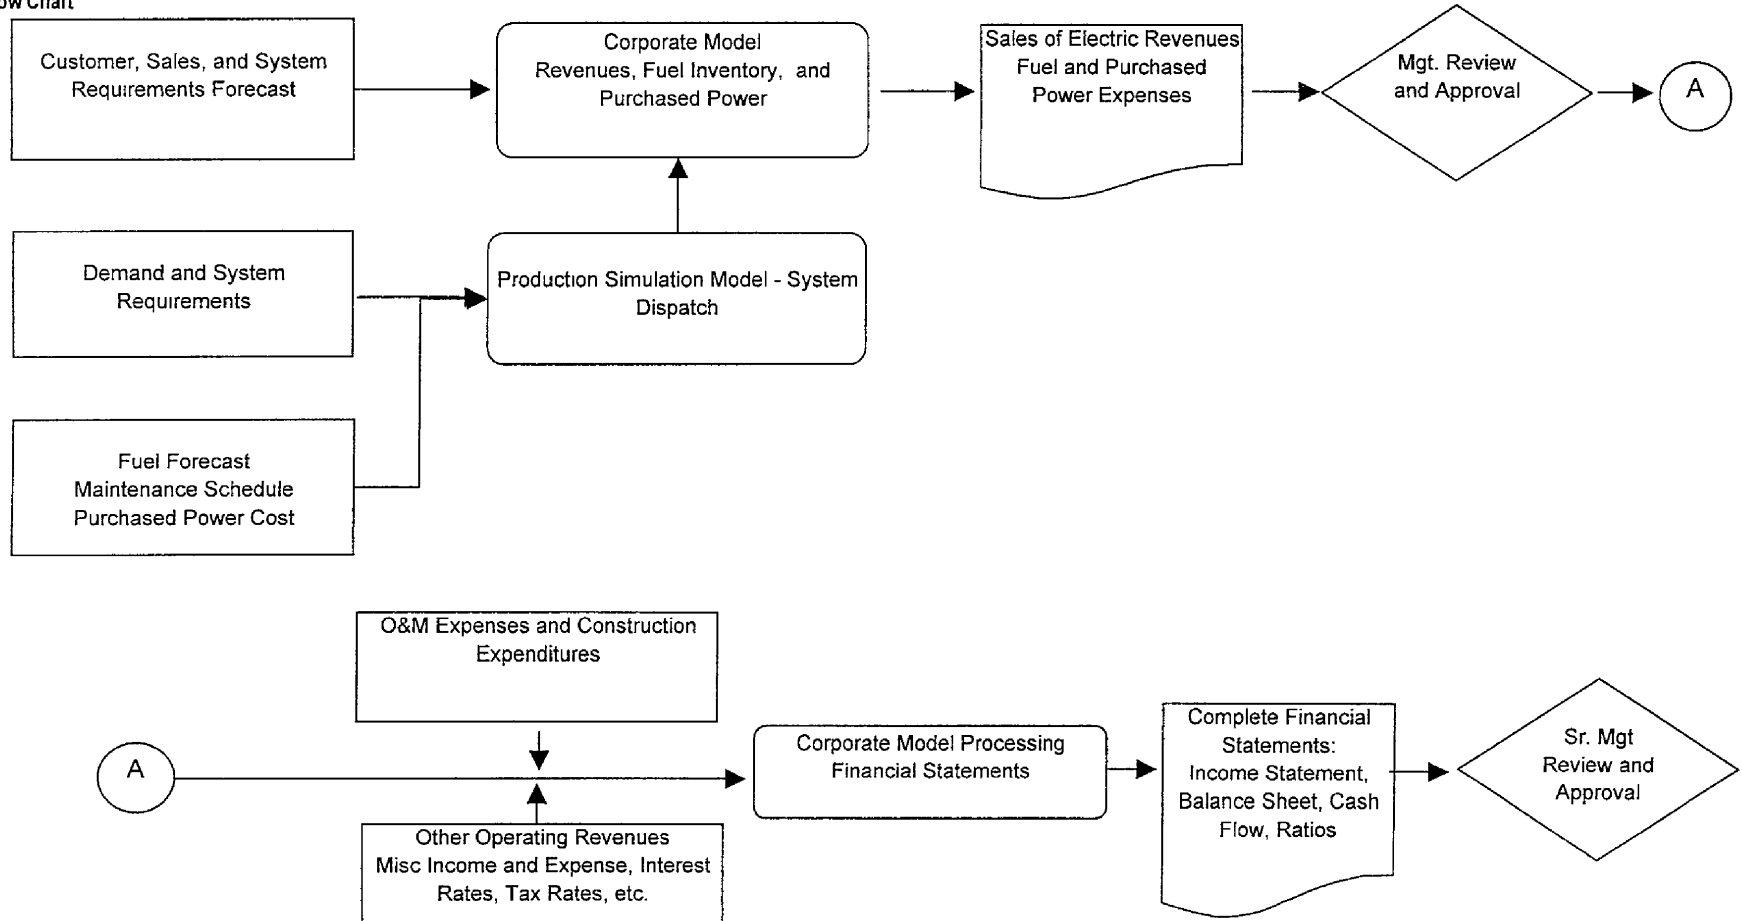 Chart
Customer, Sales, and System
Requirements Forecast
Corporate Model
Revenues, Fuel Inventory, and
Purchased Power
Sales of Electric Revenues
Fuel and Purchased
Power Expenses
Mgt. Review
and Approval
A
Demand and System
Requirements
Production Simulation Model - System
Dispatch
Fuel Forecast
Maintenance Schedule
Purchased Power Cost
O&M Expenses and Construction
Expenditures
A
Corporate Model Processing
Financial Statements
Complete Financial
Statements:
Income Statement,
Balance Sheet, Cash
Flow, Ratios
Sr. Mgt
Review and
Approval
Other Operating Revenues
Misc Income and Expense, Interest
Rates, Tax Rates, etc.